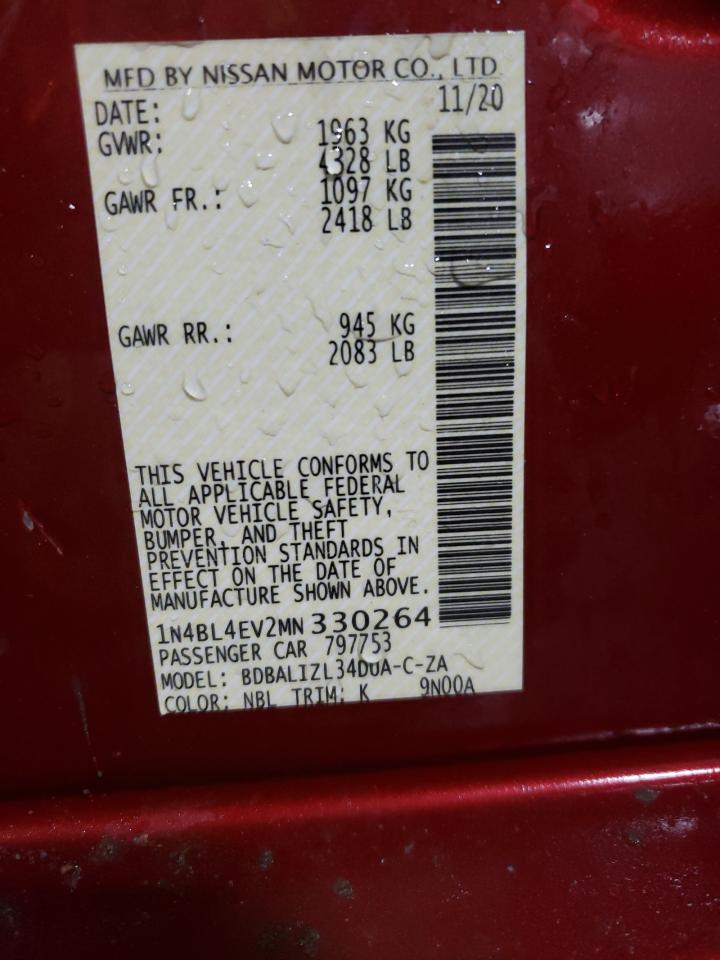 MFD BY NISSAN MOTOR CO., LTD
DATE: 11/20
GVWR: 1963 KG
4328 LB
GAWR FR.: 1097 KG
2418 LB
GAWR RR.: 945 KG
2083 LB
THIS VEHICLE CONFORMS TO
ALL APPLICABLE FEDERAL
MOTOR VEHICLE SAFETY,
BUMPER, AND THEFT
PREVENTION STANDARDS IN
EFFECT ON THE DATE OF
MANUFACTURE SHOWN ABOVE.
1N4BL4EV2MN330264
PASSENGER CAR 797753
MODEL: BDBALIZL34DUA-C-ZA
COLOR: NBL TRIM: K 9N00A